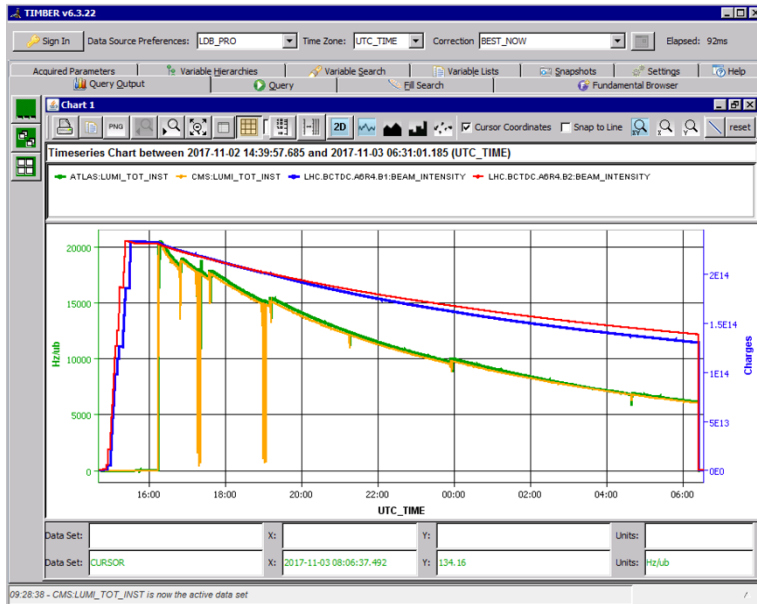 TIMBER v6.3.22
Sign In Data Source Preferences: LDB_PRO Time Zone: UTC_TIME Correction BEST_NOW Elapsed: 92ms
Acquired Parameters Variable Hierarchies Variable Search Variable Lists Snapshots Settings Help
Query Output Query Fill Search Fundamental Browser
Chart 1
PNG 2D Cursor Coordinates Snap to Line XY X Y reset
Timeseries Chart between 2017-11-02 14:39:57.685 and 2017-11-03 06:31:01.185 (UTC_TIME)
ATLAS:LUMI_TOT_INST CMS:LUMI_TOT_INST LHC.BCTDC.A6R4.B1:BEAM_INTENSITY LHC.BCTDC.A6R4.B2:BEAM_INTENSITY
20000
2E14
15000
1.5E14
Hz/ub
10000
1E14
Charges
5000
5E13
0
0E0
16:00 18:00 20:00 22:00 00:00 02:00 04:00 06:00
UTC_TIME
Data Set: X: Y: Units:
Data Set: CURSOR X: 2017-11-03 08:06:37.492 Y: 134.16 Units: Hz/ub
09:28:38 - CMS:LUMI_TOT_INST is now the active data set /